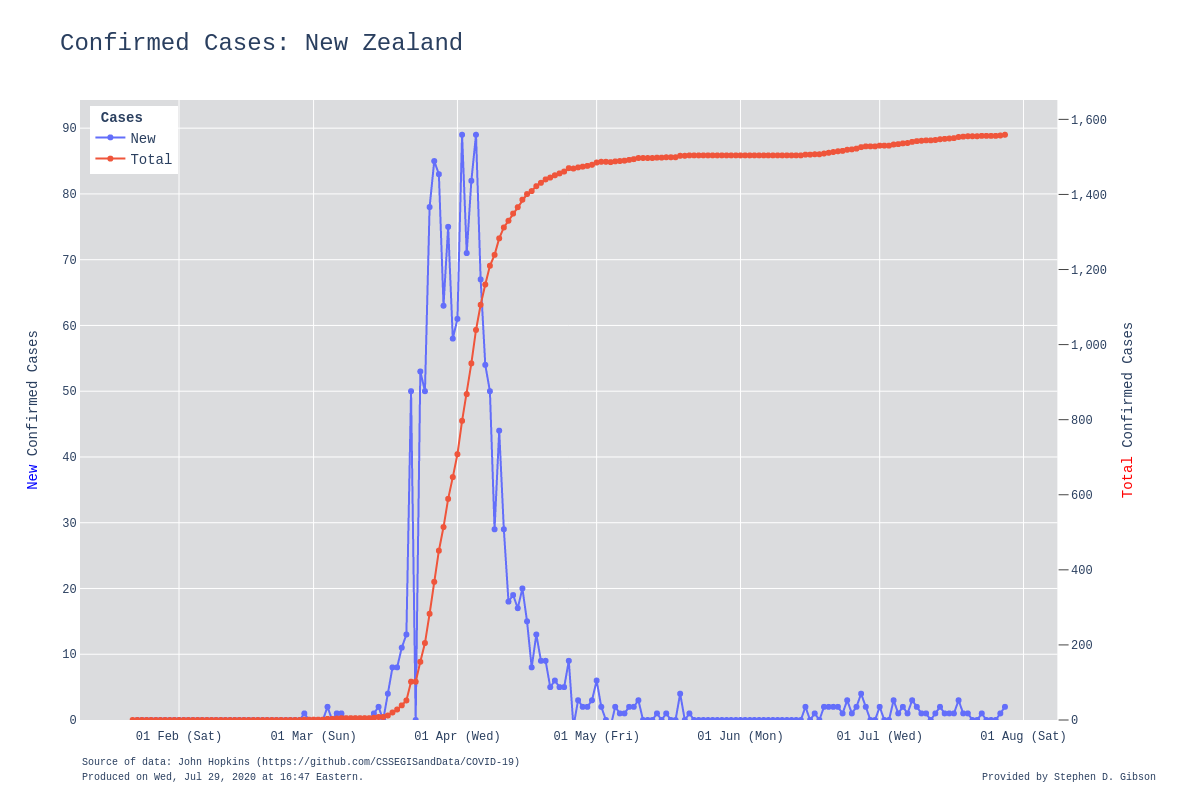 Confirmed Cases: New Zealand
Cases
New
Total
90
80
70
60
50
40
30
20
10
0
1,600
1,400
1,200
1,000
800
600
400
200
0
New Confirmed Cases
Total Confirmed Cases
01 Feb (Sat) 01 Mar (Sun) 01 Apr (Wed) 01 May (Fri) 01 Jun (Mon) 01 Jul (Wed) 01 Aug (Sat)
Source of data: John Hopkins (https://github.com/CSSEGISandData/COVID-19)
Produced on Wed, Jul 29, 2020 at 16:47 Eastern.
Provided by Stephen D. Gibson